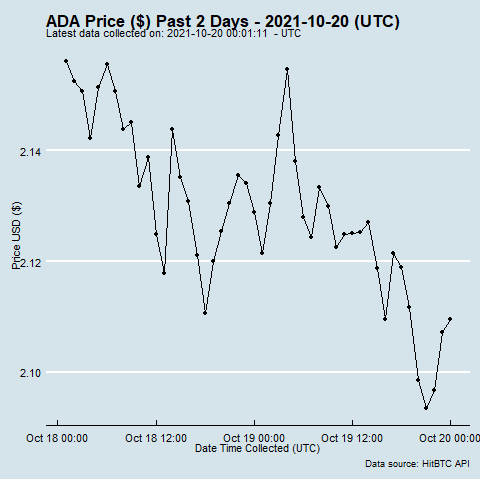 ADA Price ($) Past 2 Days - 2021-10-20 (UTC)
Latest data collected on: 2021-10-20 00:01:11 - UTC
2.14
2.12
2.10
Price USD ($)
Oct 18 00:00 Oct 18 12:00 Oct 19 00:00 Oct 19 12:00 Oct 20 00:00
Date Time Collected (UTC)
Data source: HitBTC API